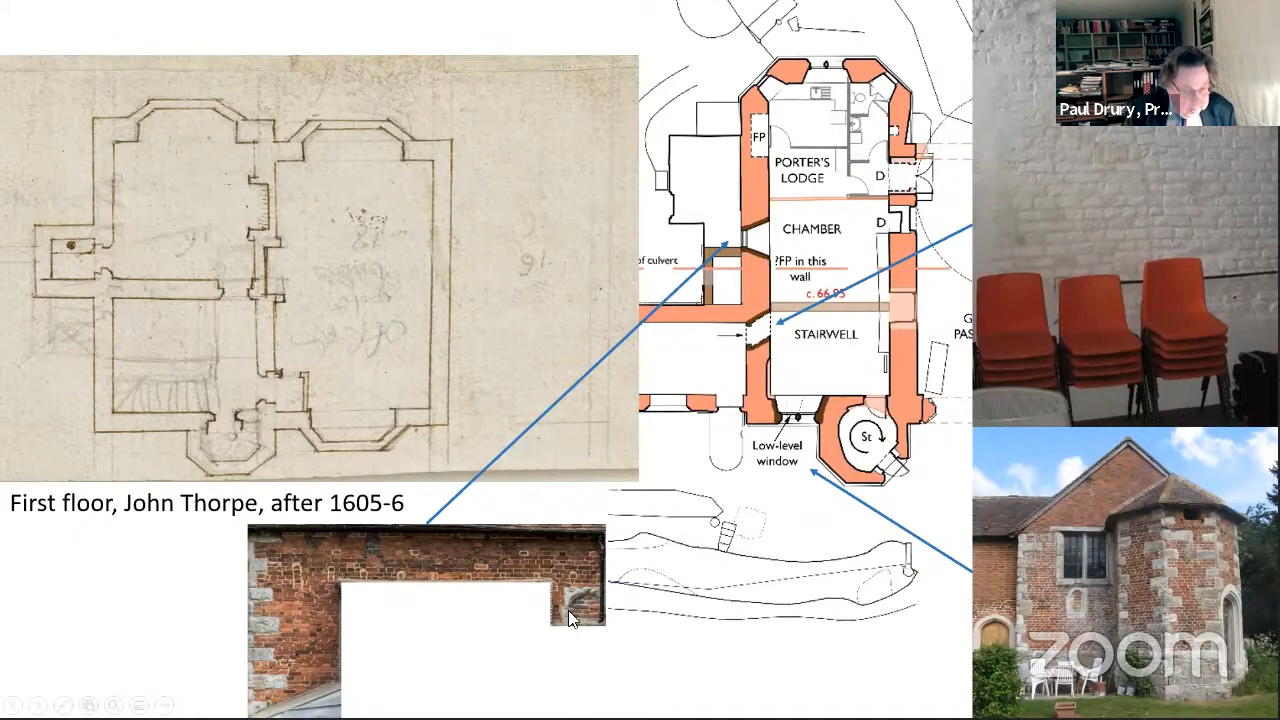 First floor, John Thorpe, after 1605-6
FP
PORTER'S
LODGE
D
CHAMBER
D
of culvert
?FP in this
wall
c. 66.95
STAIRWELL
G
PAS
St
Low-level
window
Paul Drury, Pr...
zoom